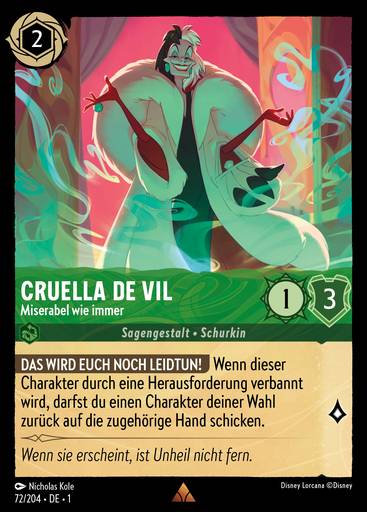 2
CRUELLA DE VIL
Miserabel wie immer
1
3
Sagengestalt • Schurkin
DAS WIRD EUCH NOCH LEIDTUN! Wenn dieser
Charakter durch eine Herausforderung verbannt
wird, darfst du einen Charakter deiner Wahl
zurück auf die zugehörige Hand schicken.
Wenn sie erscheint, ist Unheil nicht fern.
Nicholas Kole
Disney Lorcana ©Disney
72/204 • DE • 1